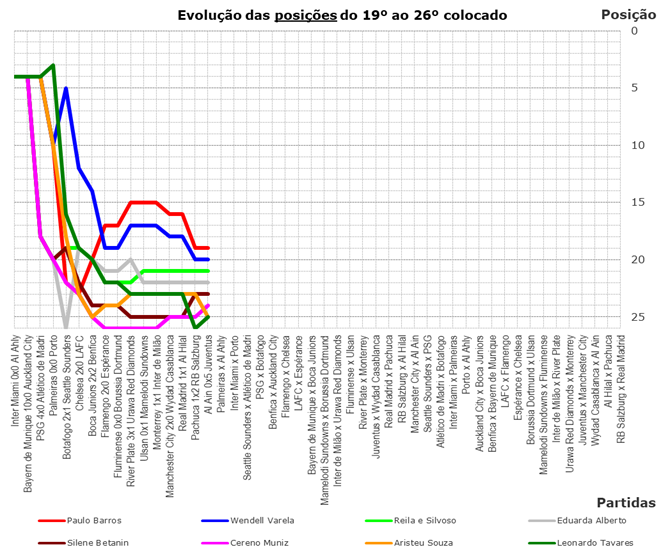 Evolução das posições do 19º ao 26º colocado
Posição
0
5
10
15
20
25
Inter Miami 0x0 Al Ahly
Bayern de Munique 10x0 Auckland City
PSG 4x0 Atlético de Madri
Palmeiras 0x0 Porto
Botafogo 2x1 Seattle Sounders
Chelsea 2x0 LAFC
Boca Juniors 2x2 Benfica
Flamengo 2x0 Espérance
Fluminense 0x0 Borussia Dortmund
River Plate 3x1 Urawa Red Diamonds
Ulsan 0x1 Mamelodi Sundowns
Monterrey 1x1 Inter de Milão
Manchester City 2x0 Wydad Casablanca
Real Madrid 1x1 Al Hilal
Pachuca 1x2 RB Salzburg
Al Ain 0x5 Juventus
Palmeiras x Al Ahly
Inter Miami x Porto
Seattle Sounders x Atlético de Madri
PSG x Botafogo
Benfica x Auckland City
Flamengo x Chelsea
LAFC x Espérance
Bayern de Munique x Boca Juniors
Mamelodi Sundowns x Borussia Dortmund
Inter de Milão x Urawa Red Diamonds
Fluminense x Ulsan
River Plate x Monterrey
Juventus x Wydad Casablanca
Real Madrid x Pachuca
RB Salzburg x Al Hilal
Manchester City x Al Ain
Seattle Sounders x PSG
Atlético de Madri x Botafogo
Inter Miami x Palmeiras
Porto x Al Ahly
Auckland City x Boca Juniors
Benfica x Bayern de Munique
LAFC x Flamengo
Espérance x Chelsea
Borussia Dortmund x Ulsan
Mamelodi Sundowns x Fluminense
Inter de Milão x River Plate
Urawa Red Diamonds x Monterrey
Juventus x Manchester City
Wydad Casablanca x Al Ain
Al Hilal x Pachuca
RB Salzburg x Real Madrid
Partidas
Paulo Barros
Wendell Varela
Reila e Silvoso
Eduarda Alberto
Silene Betanin
Cereno Muniz
Aristeu Souza
Leonardo Tavares